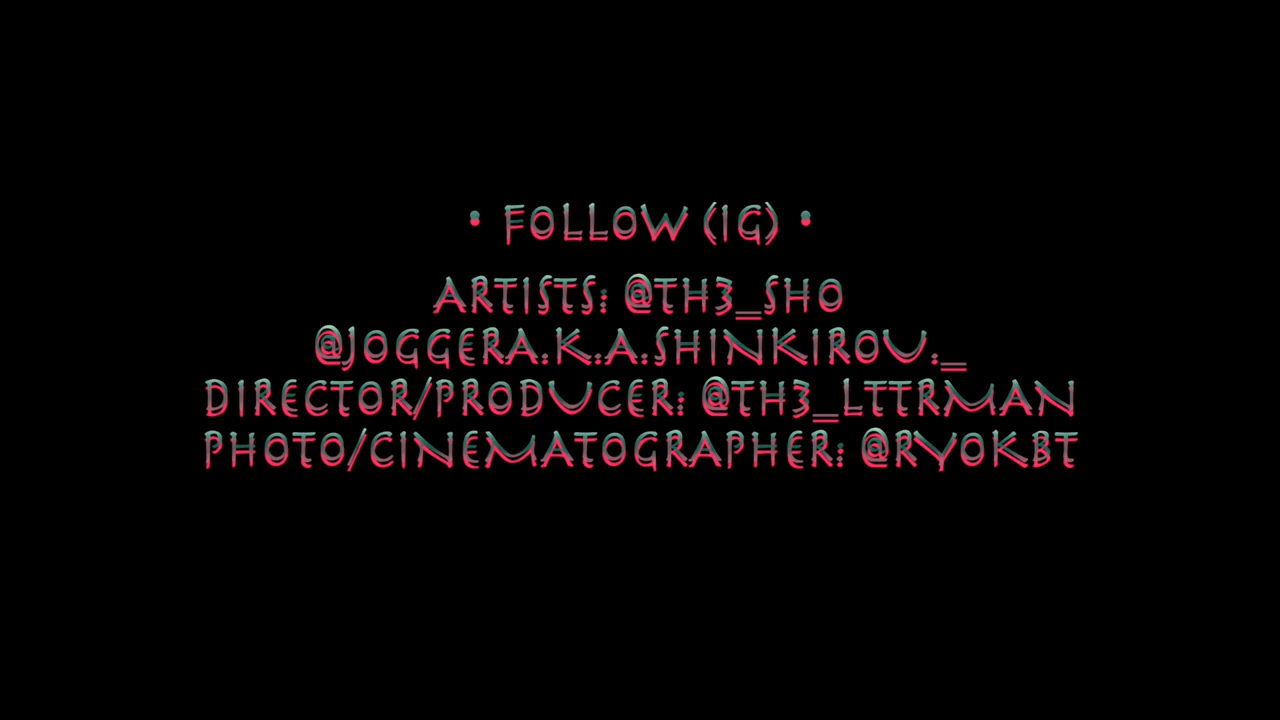 • FOLLOW (IG) •
ARTISTS: @TH3_SHO
@JOGGERA.K.A.SHINKIROU._
DIRECTOR/PRODUCER: @TH3_LTTRMAN
PHOTO/CINEMATOGRAPHER: @RYOKBT